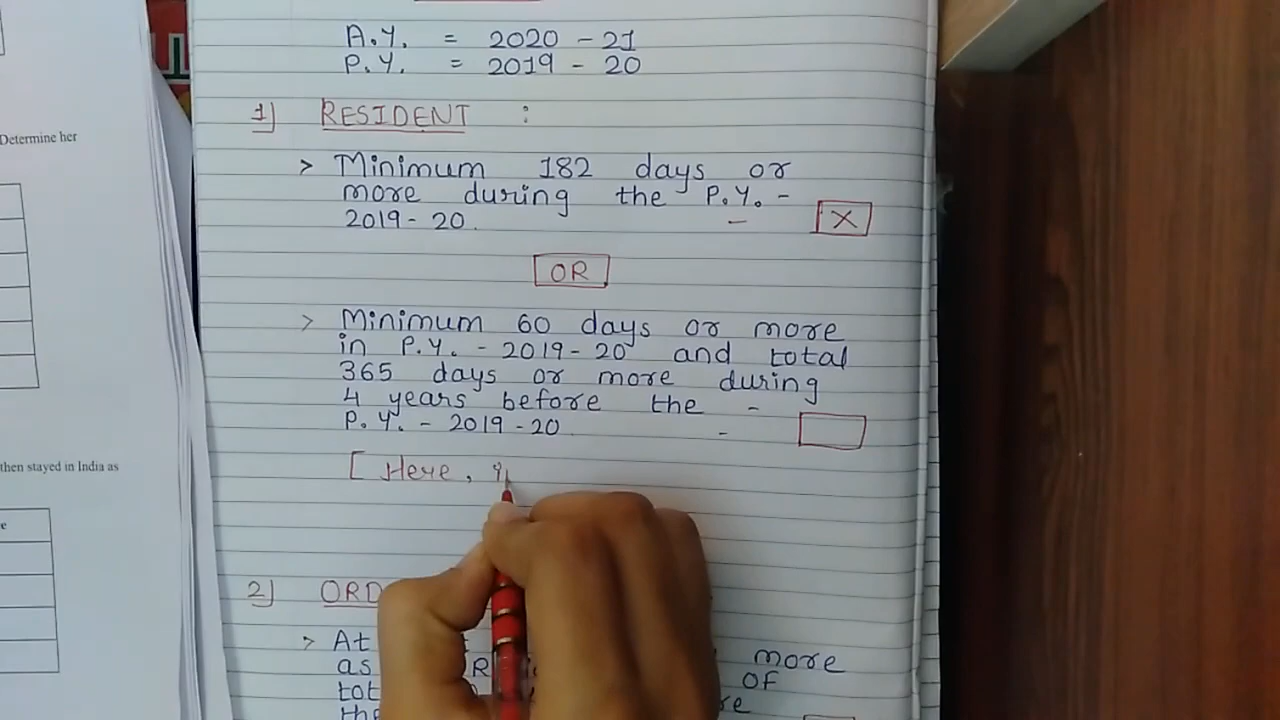 A.Y. = 2020 - 21
P.Y. = 2019 - 20
1) RESIDENT :
Determine her
> Minimum 182 days or
more during the P.Y. -
2019- 20. - X
OR
> Minimum 60 days or more
in P.Y. - 2019-20 and total
365 days or more during
4 years before the -
P.Y. - 2019-20 -
[ Here,
then stayed in India as
e
2) ORD
> At more
as R OF
tot re
the